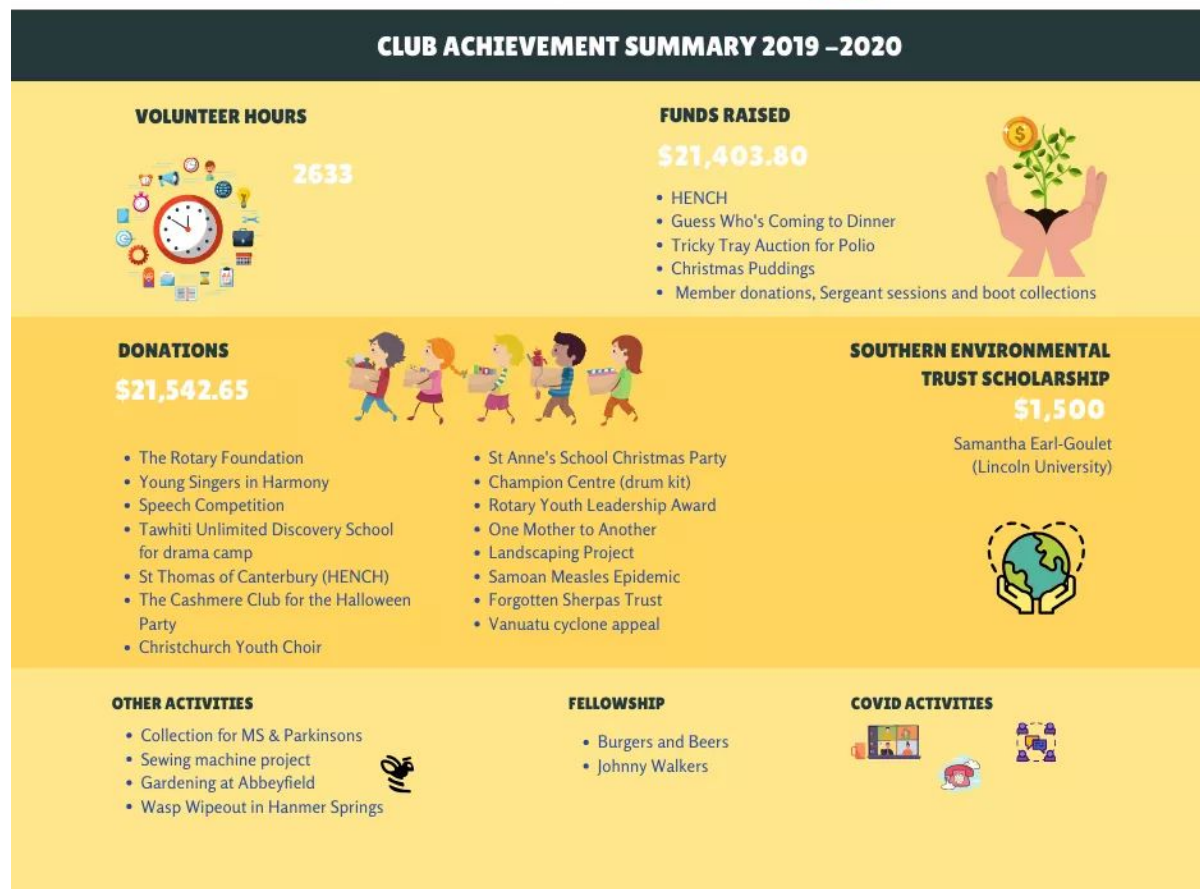 CLUB ACHIEVEMENT SUMMARY 2019 –2020
VOLUNTEER HOURS
2633
FUNDS RAISED
$21,403.80
• HENCH
• Guess Who's Coming to Dinner
• Tricky Tray Auction for Polio
• Christmas Puddings
• Member donations, Sergeant sessions and boot collections
DONATIONS
$21,542.65
• The Rotary Foundation
• Young Singers in Harmony
• Speech Competition
• Tawhiti Unlimited Discovery School
for drama camp
• St Thomas of Canterbury (HENCH)
• The Cashmere Club for the Halloween
Party
• Christchurch Youth Choir
• St Anne's School Christmas Party
• Champion Centre (drum kit)
• Rotary Youth Leadership Award
• One Mother to Another
• Landscaping Project
• Samoan Measles Epidemic
• Forgotten Sherpas Trust
• Vanuatu cyclone appeal
SOUTHERN ENVIRONMENTAL
TRUST SCHOLARSHIP
$1,500
Samantha Earl-Goulet
(Lincoln University)
OTHER ACTIVITIES
• Collection for MS & Parkinsons
• Sewing machine project
• Gardening at Abbeyfield
• Wasp Wipeout in Hanmer Springs
FELLOWSHIP
• Burgers and Beers
• Johnny Walkers
COVID ACTIVITIES